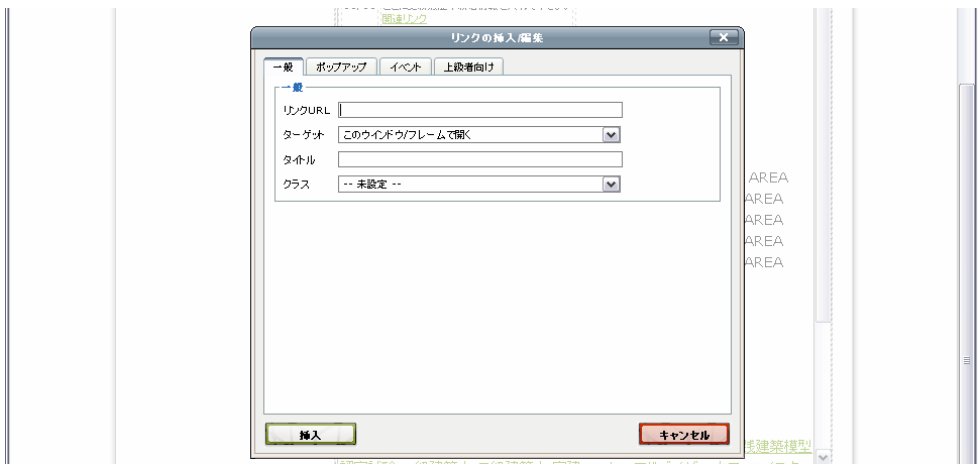 関連リンク
リンクの挿入/編集
一般 ポップアップ イベント 上級者向け
一般
リンクURL
ターゲット このウインドウ/フレームで開く
タイトル
クラス -- 未設定 --
AREA
AREA
AREA
AREA
AREA
挿入 キャンセル
建築模型